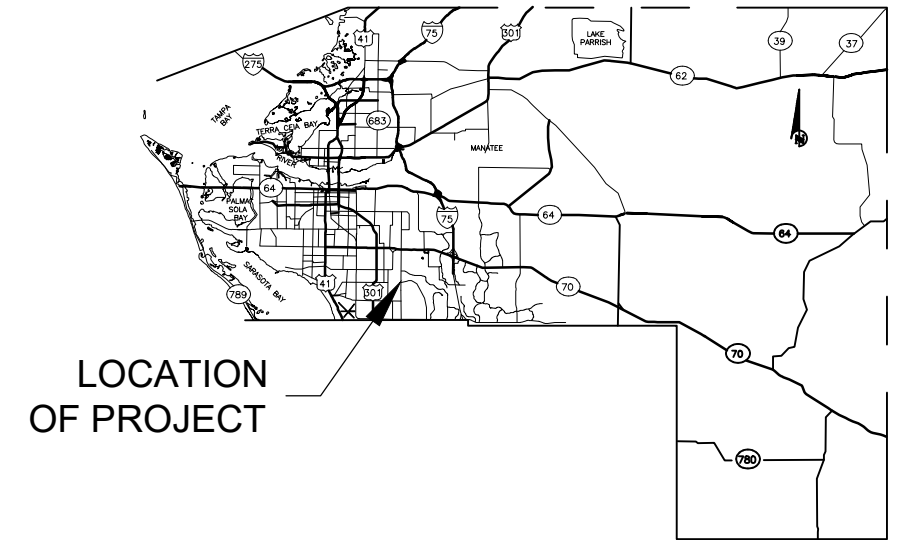 41
75
301
LAKE
PARRISH
39
37
275
62
TAMPA
BAY
TERRA CEIA BAY
683
N
RIVER
MANATEE
64
PALMA
SOLA
BAY
75
64
64
SARASOTA BAY
789
41
301
70
70
LOCATION
OF PROJECT
780